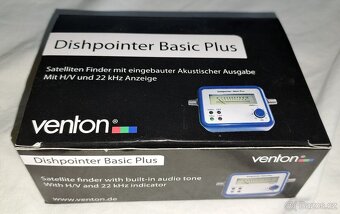 Dishpointer Basic Plus
Satelliten Finder mit eingebauter Akustischer Ausgabe
Mit H/V und 22 kHz Anzeige
venton®
Dishpointer Basic Plus
venton
Satellite finder with built-in audio tone
With H/V and 22 kHz indicator
www.venton.de